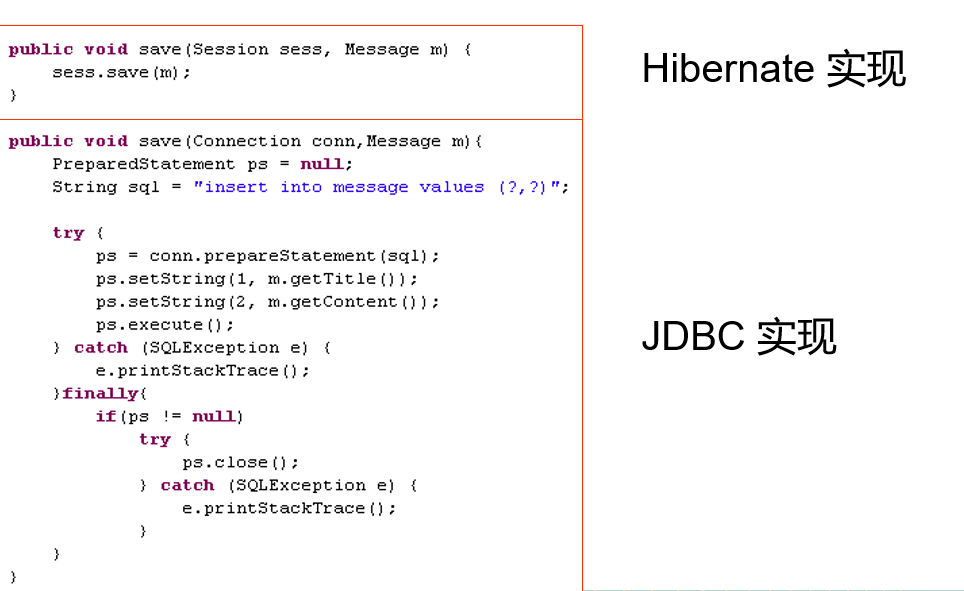 public void save(Session sess, Message m) {
    sess.save(m);
}
Hibernate 实现
public void save(Connection conn,Message m){
    PreparedStatement ps = null;
    String sql = "insert into message values (?,?)";
    try {
        ps = conn.prepareStatement(sql);
        ps.setString(1, m.getTitle());
        ps.setString(2, m.getContent());
        ps.execute();
    } catch (SQLException e) {
        e.printStackTrace();
    }finally{
        if(ps != null)
            try {
                ps.close();
            } catch (SQLException e) {
                e.printStackTrace();
            }
    }
}
JDBC 实现